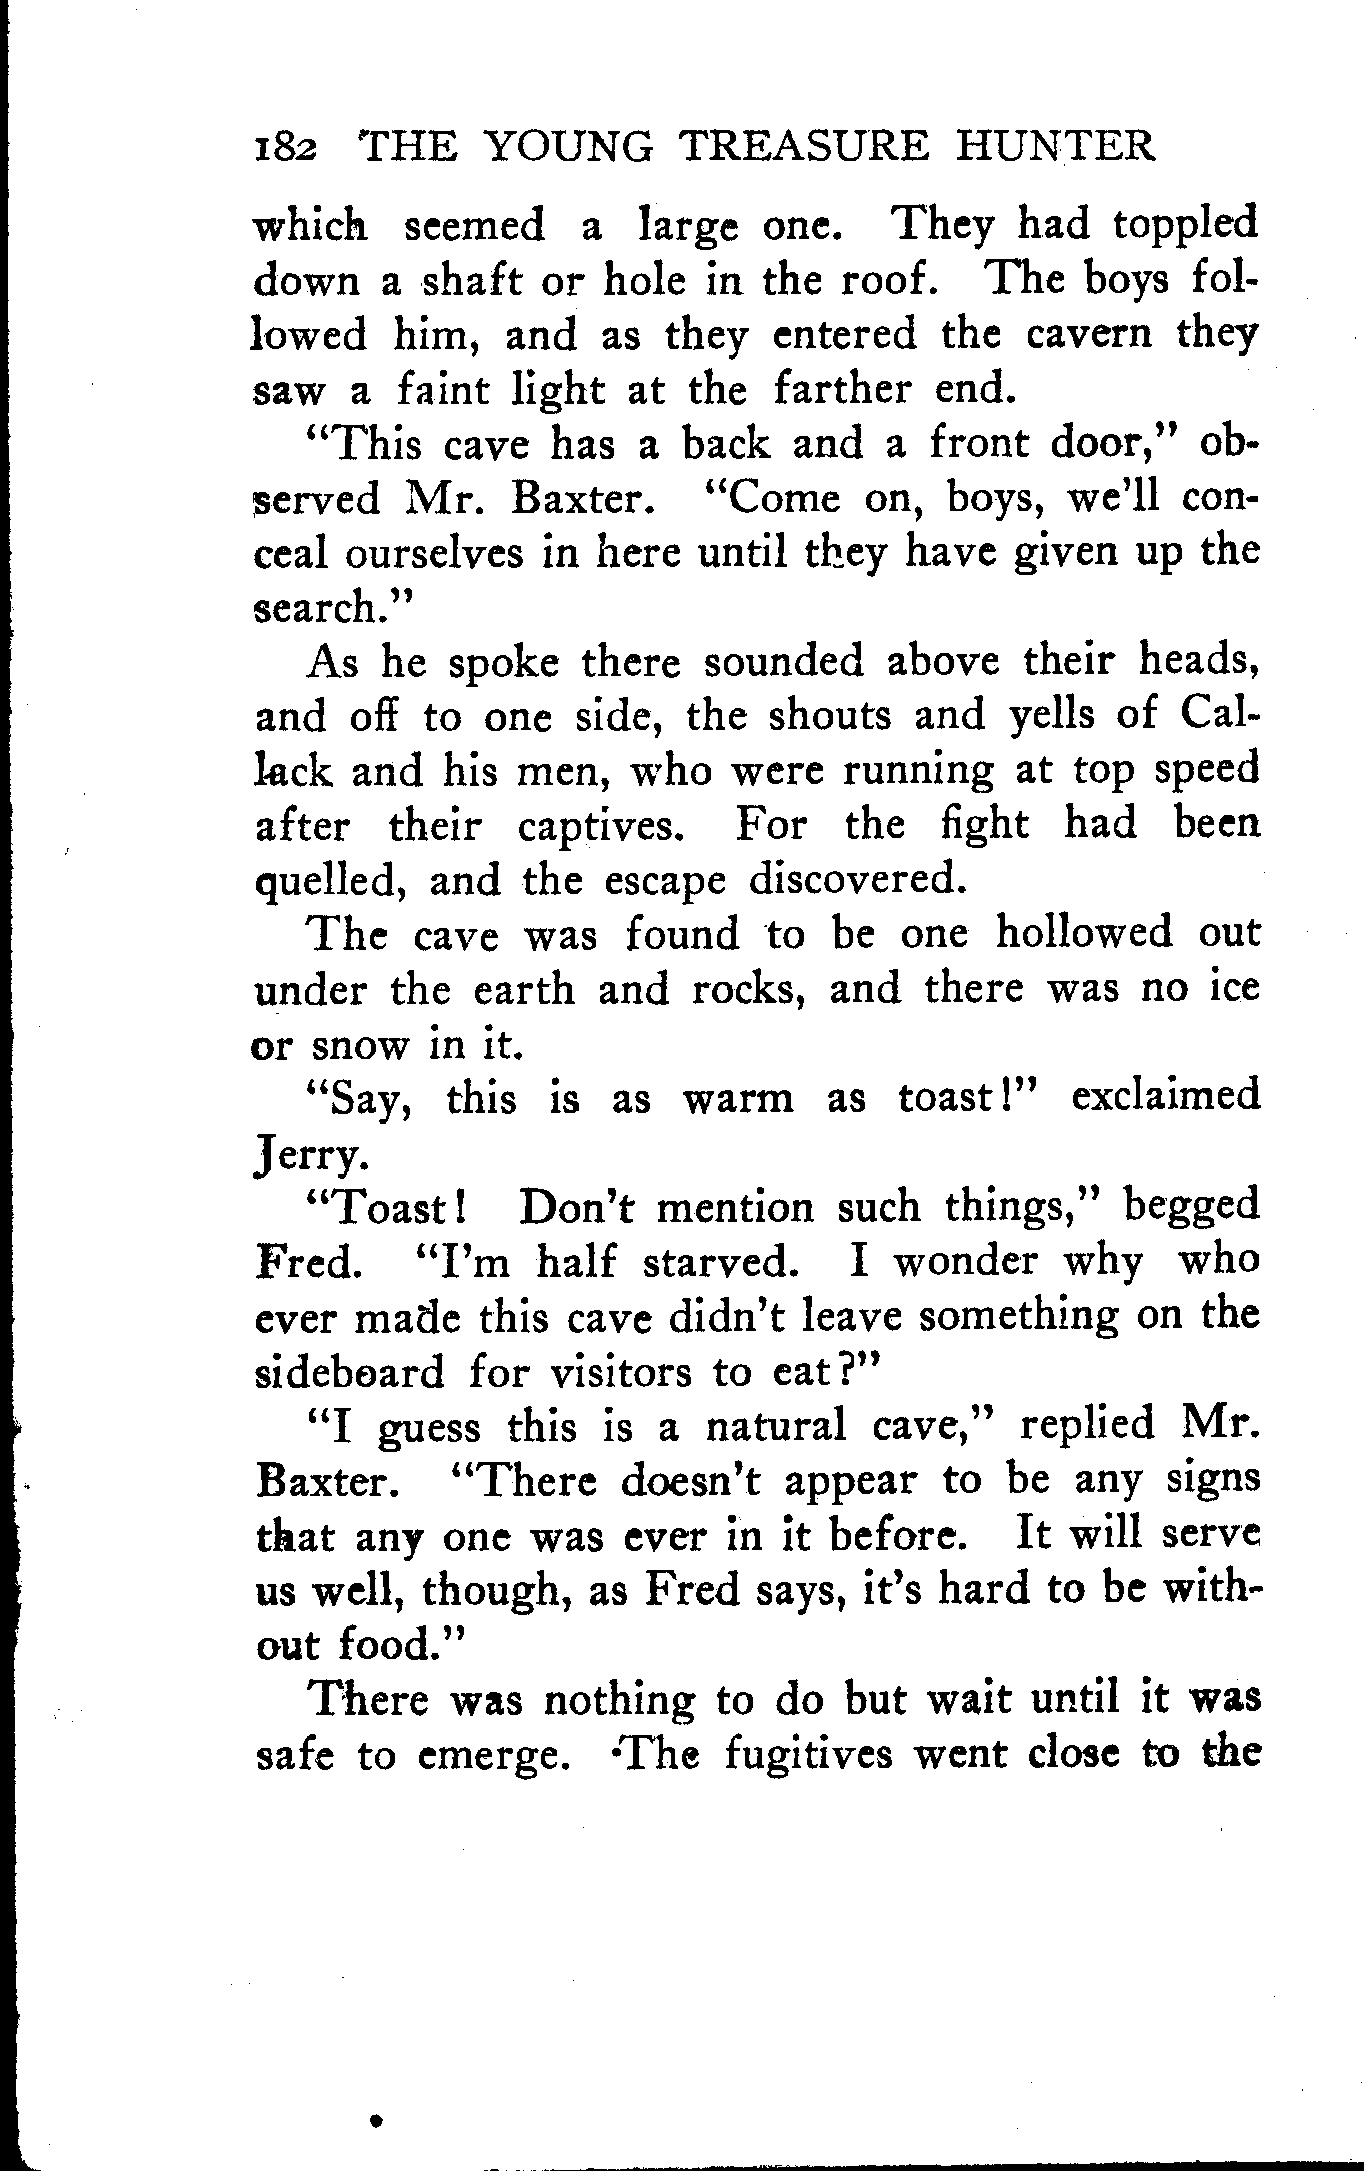 182 THE YOUNG TREASURE HUNTER
which seemed a large one. They had toppled
down a shaft or hole in the roof. The boys fol-
lowed him, and as they entered the cavern they
saw a faint light at the farther end.
"This cave has a back and a front door," ob-
served Mr. Baxter. "Come on, boys, we'll con-
ceal ourselves in here until they have given up the
search."
As he spoke there sounded above their heads,
and off to one side, the shouts and yells of Cal-
lack and his men, who were running at top speed
after their captives. For the fight had been
quelled, and the escape discovered.
The cave was found to be one hollowed out
under the earth and rocks, and there was no ice
or snow in it.
"Say, this is as warm as toast!" exclaimed
Jerry.
"Toast! Don't mention such things," begged
Fred. "I'm half starved. I wonder why who
ever made this cave didn't leave something on the
sideboard for visitors to eat?"
"I guess this is a natural cave," replied Mr.
Baxter. "There doesn't appear to be any signs
that any one was ever in it before. It will serve
us well, though, as Fred says, it's hard to be with-
out food."
There was nothing to do but wait until it was
safe to emerge. The fugitives went close to the